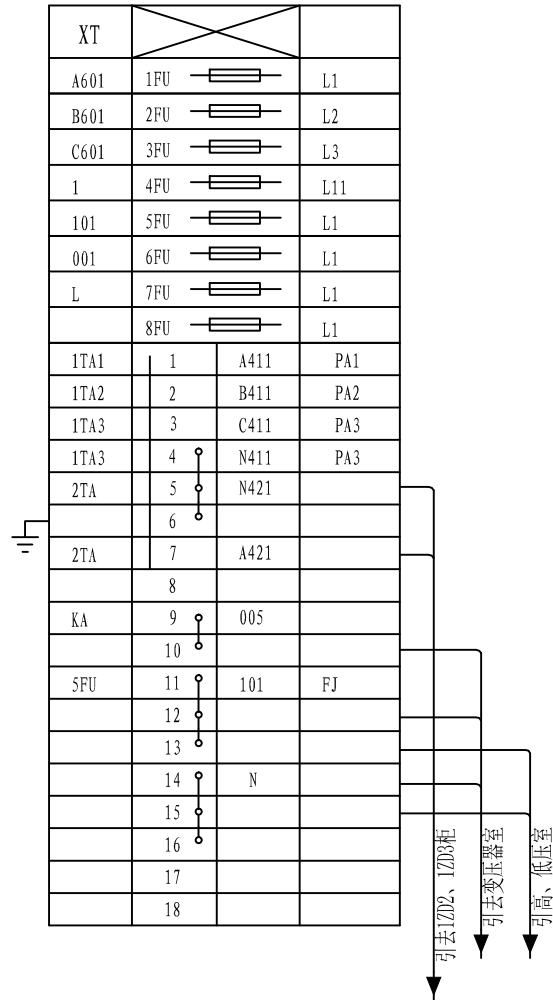 XT
A601 1FU L1
B601 2FU L2
C601 3FU L3
1 4FU L11
101 5FU L1
001 6FU L1
L 7FU L1
8FU L1
1TA1 1 A411 PA1
1TA2 2 B411 PA2
1TA3 3 C411 PA3
1TA3 4 N411 PA3
2TA 5 N421
6
2TA 7 A421
8
KA 9 005
10
5FU 11 101 FJ
12
13
14 N
15
16
17
18
引去1ZD2、1ZD3柜
引去变压器室
引高、低压室